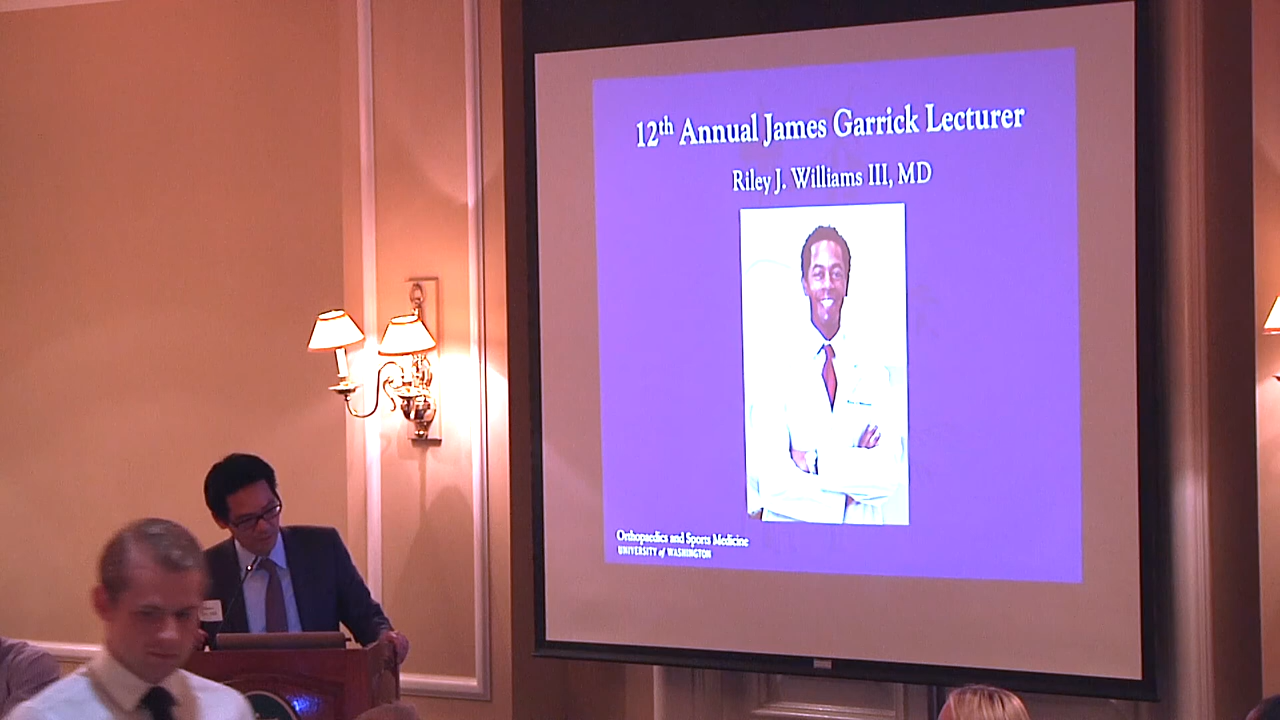 12th Annual James Garrick Lecturer
Riley J. Williams III, MD
Orthopaedics and Sports Medicine
UNIVERSITY of WASHINGTON